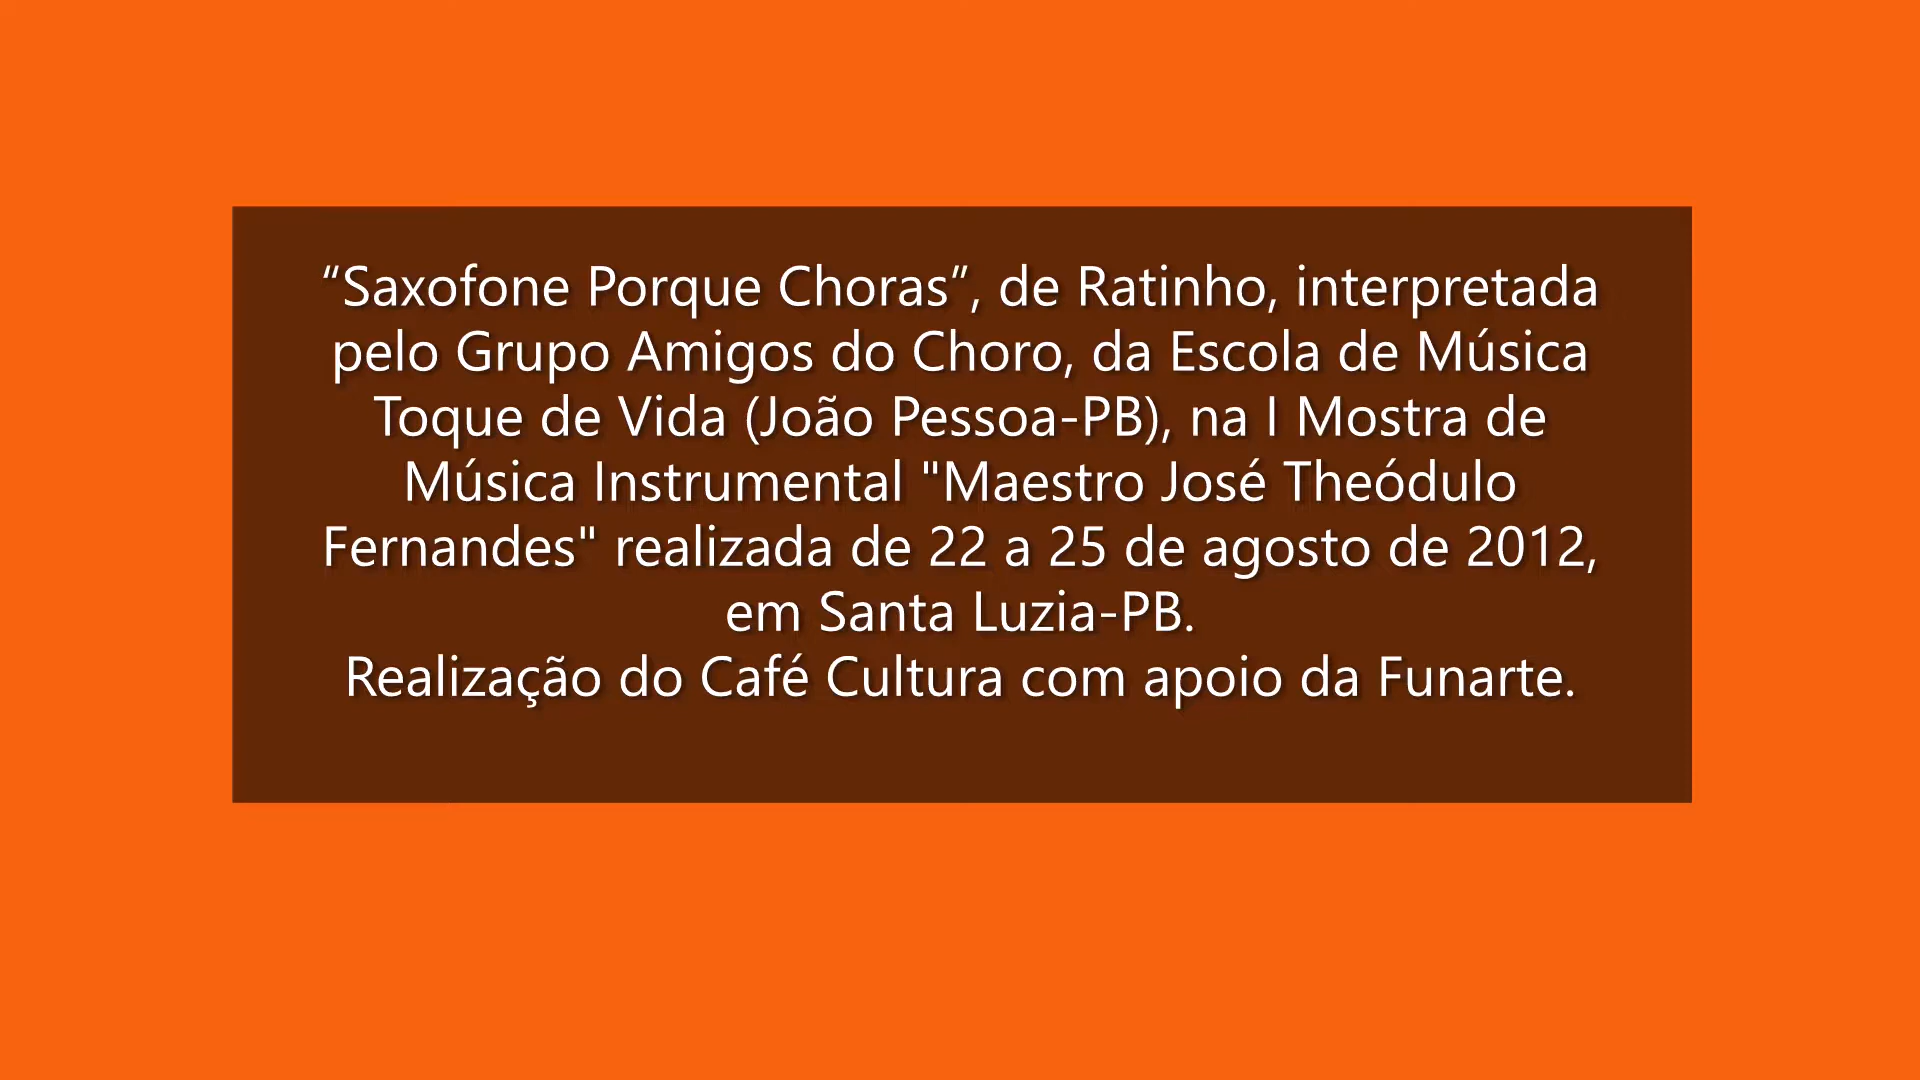 “Saxofone Porque Choras”, de Ratinho, interpretada
pelo Grupo Amigos do Choro, da Escola de Música
Toque de Vida (João Pessoa-PB), na I Mostra de
Música Instrumental "Maestro José Theódulo
Fernandes" realizada de 22 a 25 de agosto de 2012,
em Santa Luzia-PB.
Realização do Café Cultura com apoio da Funarte.